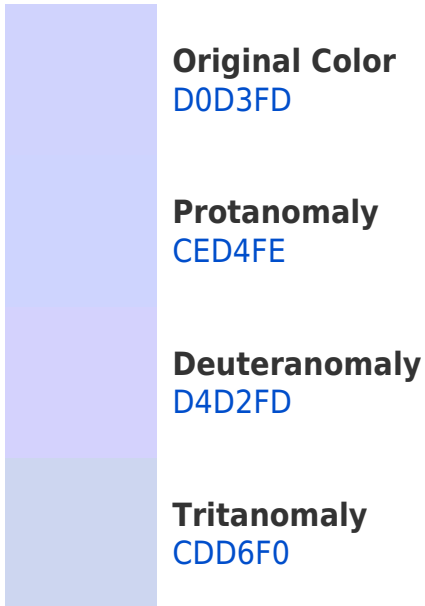 Original Color
D0D3FD
Protanomaly
CED4FE
Deuteranomaly
D4D2FD
Tritanomaly
CDD6F0